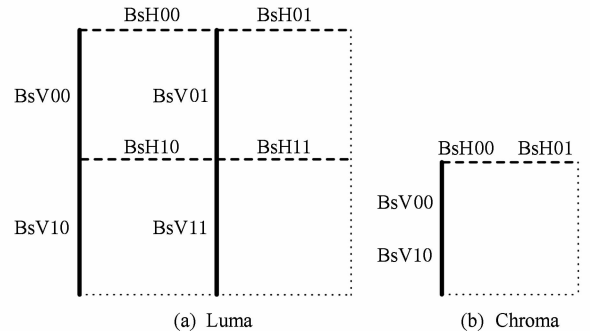 BsH00 BsH01
BsV00 BsV01
BsH10 BsH11
BsH00 BsH01
BsV00
BsV10 BsV11
BsV10
(a) Luma (b) Chroma